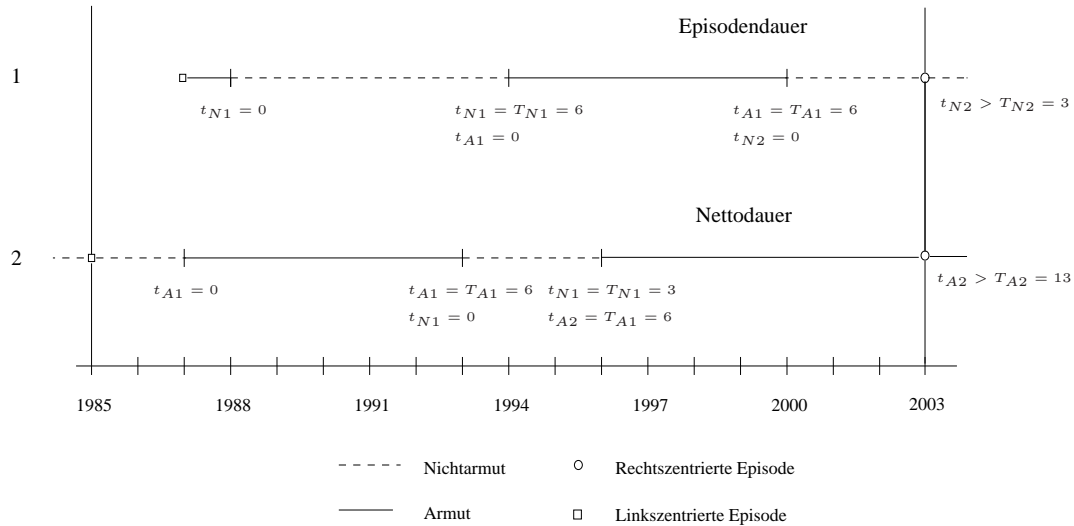 Episodendauer
1
t_{N1} = 0
t_{N1} = T_{N1} = 6
t_{A1} = 0
t_{A1} = T_{A1} = 6
t_{N2} = 0
t_{N2} > T_{N2} = 3
Nettodauer
2
t_{A1} = 0
t_{A1} = T_{A1} = 6
t_{N1} = 0
t_{N1} = T_{N1} = 3
t_{A2} = T_{A1} = 6
t_{A2} > T_{A2} = 13
1985 1988 1991 1994 1997 2000 2003
Nichtarmut
Rechtszentrierte Episode
Armut
Linkszentrierte Episode